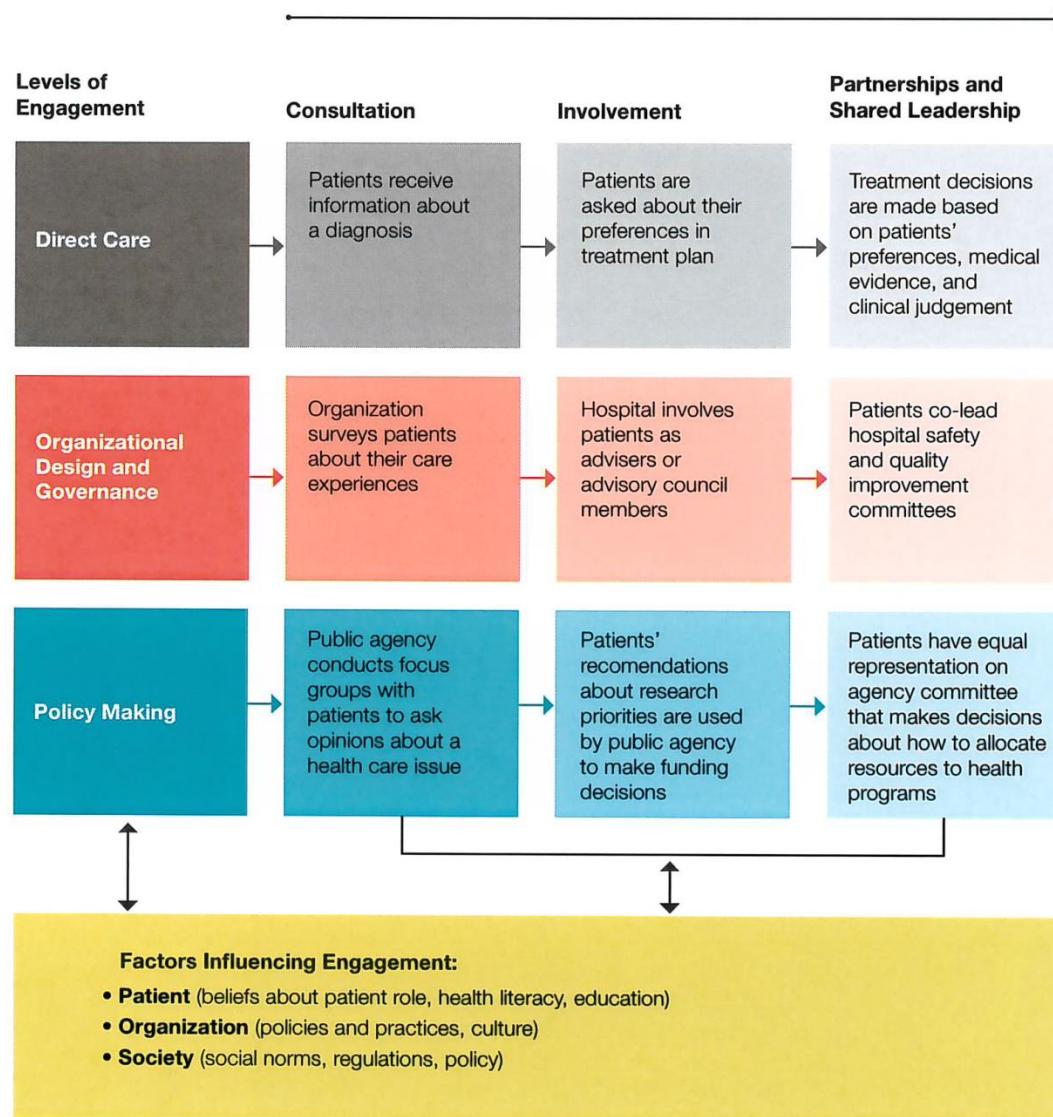 Levels of
Engagement
Consultation
Involvement
Partnerships and
Shared Leadership
Direct Care
Patients receive
information about
a diagnosis
Patients are
asked about their
preferences in
treatment plan
Treatment decisions
are made based
on patients’
preferences, medical
evidence, and
clinical judgement
Organizational
Design and
Governance
Organization
surveys patients
about their care
experiences
Hospital involves
patients as
advisers or
advisory council
members
Patients co-lead
hospital safety
and quality
improvement
committees
Policy Making
Public agency
conducts focus
groups with
patients to ask
opinions about a
health care issue
Patients’
recomendations
about research
priorities are used
by public agency
to make funding
decisions
Patients have equal
representation on
agency committee
that makes decisions
about how to allocate
resources to health
programs
Factors Influencing Engagement:
• Patient (beliefs about patient role, health literacy, education)
• Organization (policies and practices, culture)
• Society (social norms, regulations, policy)